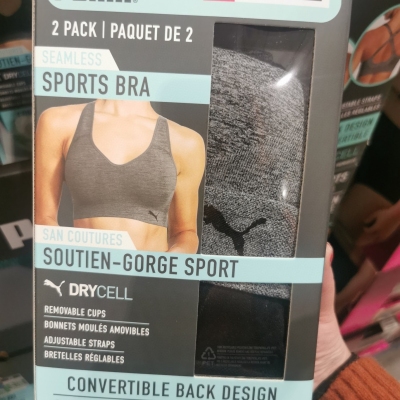 2 PACK | PAQUET DE 2
SEAMLESS
SPORTS BRA
SAN COUTURES
SOUTIEN-GORGE SPORT
DRYCELL
REMOVABLE CUPS
BONNETS MOULÉS AMOVIBLES
ADJUSTABLE STRAPS
BRETELLES RÉGLABLES
CONVERTIBLE BACK DESIGN